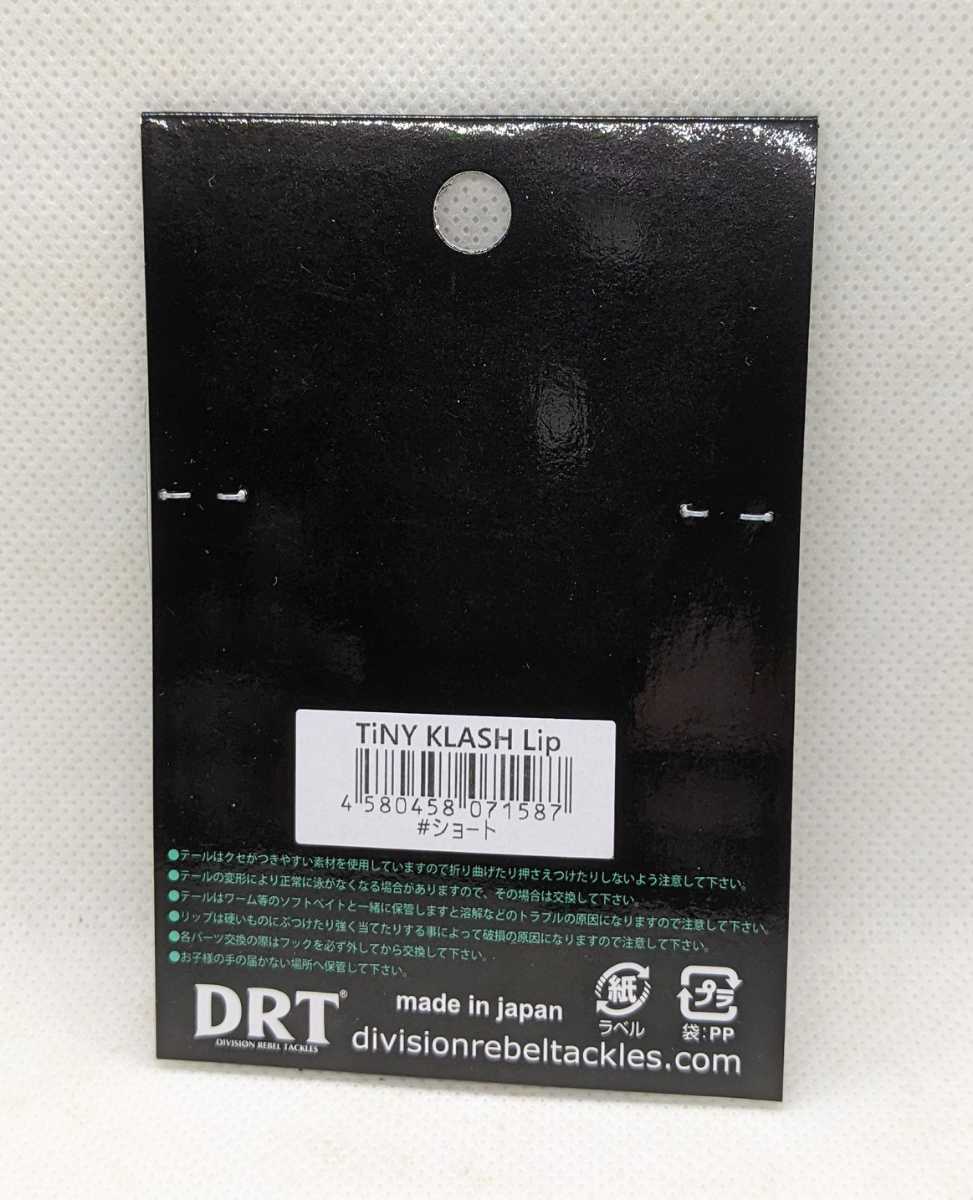 TiNY KLASH Lip
4 580458 071587
#ショート
●テールはクセがつきやすい素材を使用していますので折り曲げたり押さえつけたりしないよう注意して下さい。
●テールの変形により正常に泳がなくなる場合がありますので、その場合は交換して下さい。
●テールはワーム等のソフトベイトと一緒に保管しますと溶解などのトラブルの原因になりますので注意して下さい。
●リップは硬いものにぶつけたり強く当てたりする事によって破損の原因になりますので注意して下さい。
●各パーツ交換の際はフックを必ず外してから交換して下さい。
●お子様の手の届かない場所へ保管して下さい。
DRT®
DIVISION REBEL TACKLES
made in japan
紙
ラベル
プラ
袋:PP
divisionrebeltackles.com